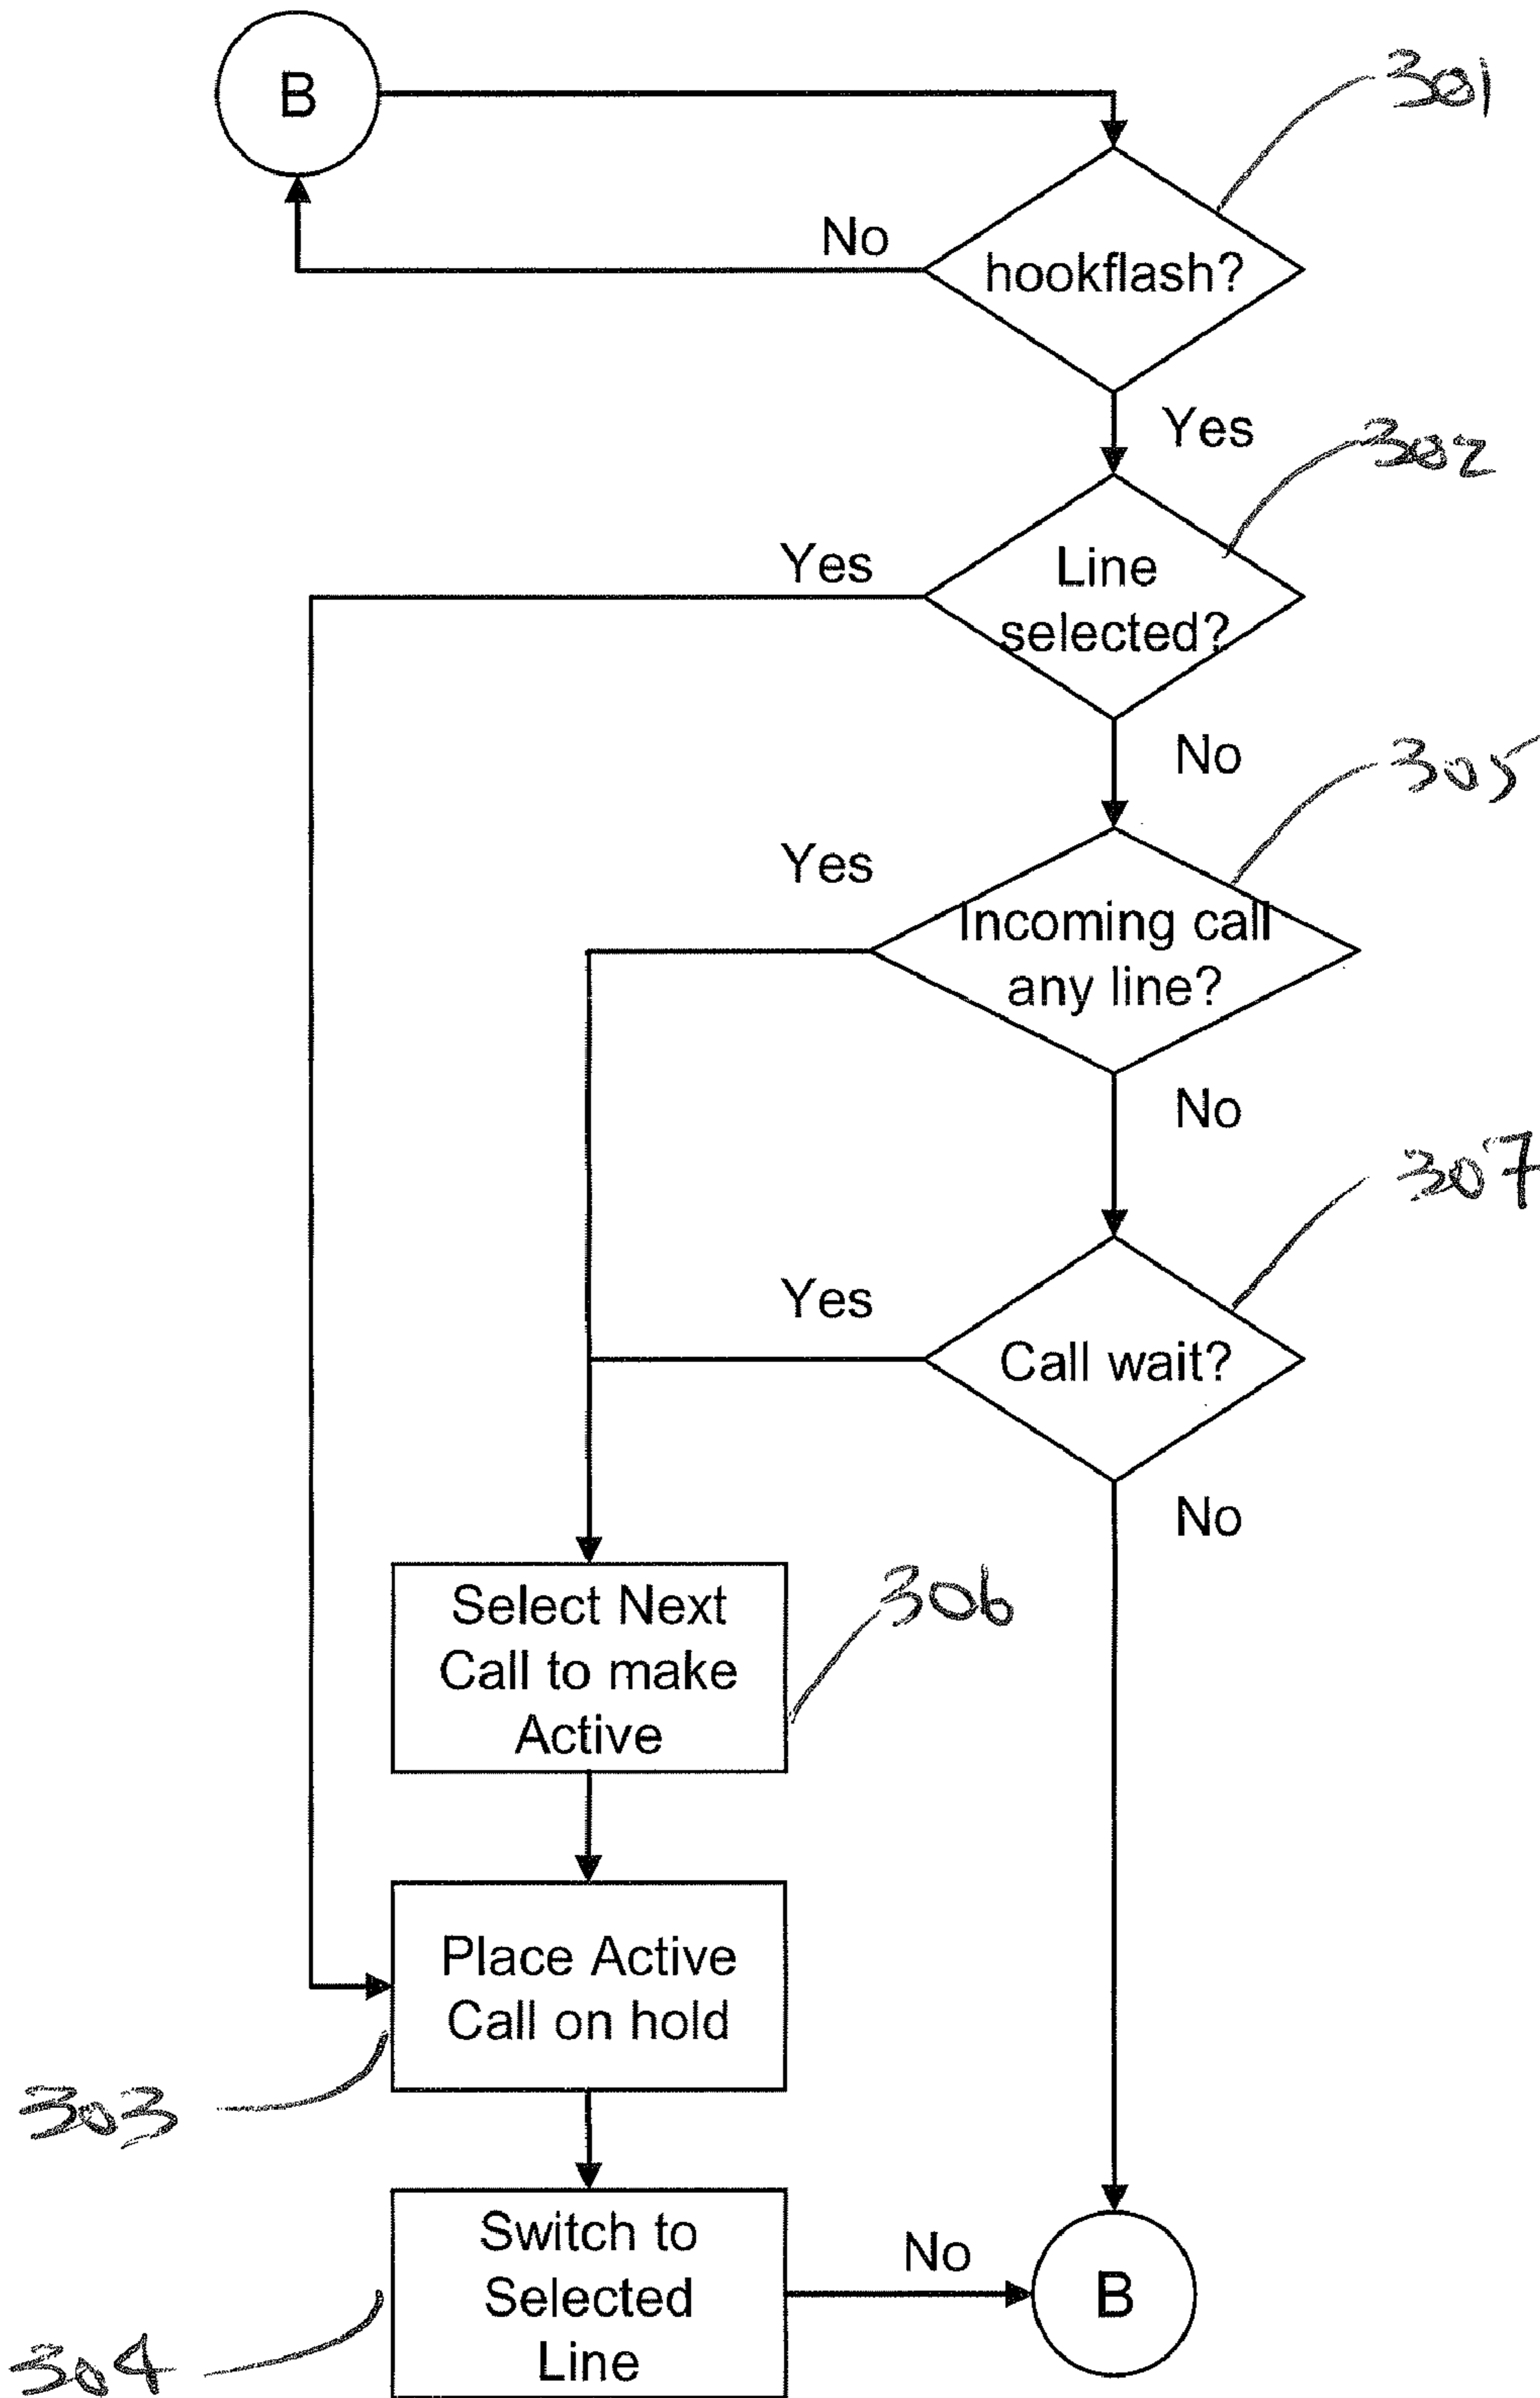 B
301
No
hookflash?
Yes
302
Yes
Line
selected?
No
305
Yes
Incoming call
any line?
No
307
Yes
Call wait?
No
306
Select Next
Call to make
Active
Place Active
Call on hold
303
Switch to
Selected
Line
No
B
304